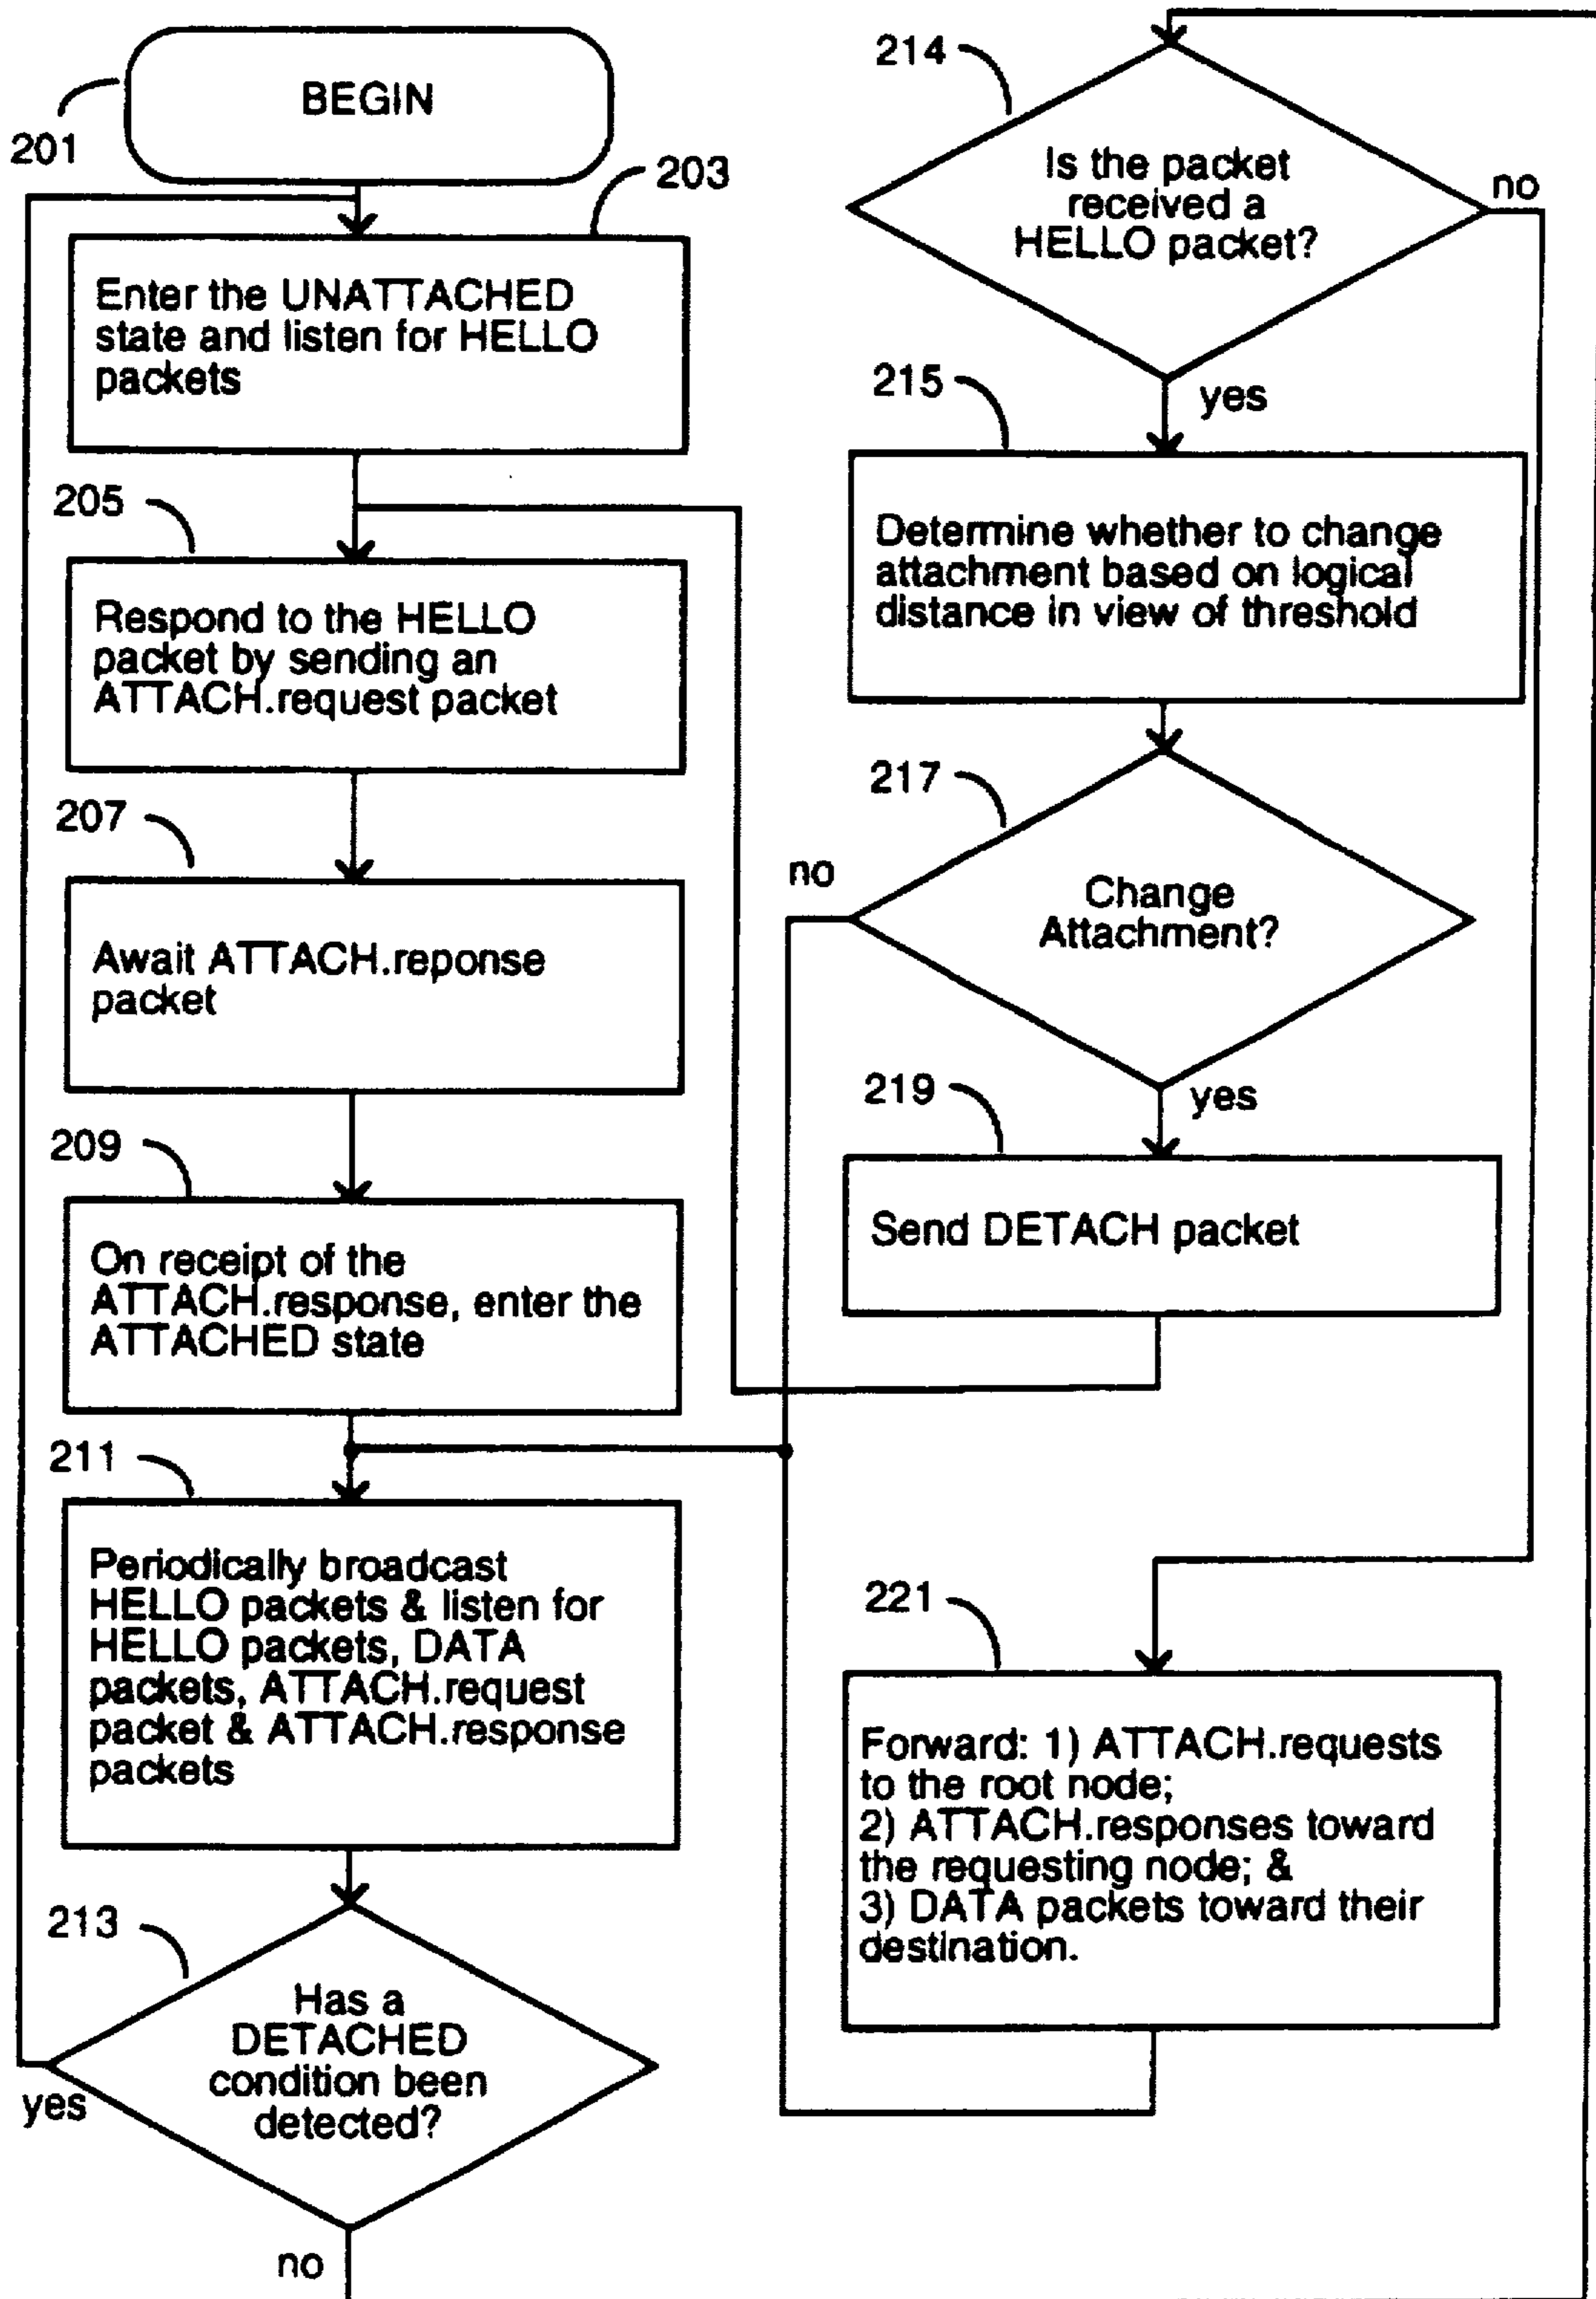 BEGIN
201
203
Enter the UNATTACHED
state and listen for HELLO
packets
205
Respond to the HELLO
packet by sending an
ATTACH.request packet
207
Await ATTACH.reponse
packet
209
On receipt of the
ATTACH.response, enter the
ATTACHED state
211
Periodically broadcast
HELLO packets & listen for
HELLO packets, DATA
packets, ATTACH.request
packet & ATTACH.response
packets
213
Has a
DETACHED
condition been
detected?
yes
no
214
Is the packet
received a
HELLO packet?
no
yes
215
Determine whether to change
attachment based on logical
distance in view of threshold
217
no
Change
Attachment?
yes
219
Send DETACH packet
221
Forward: 1) ATTACH.requests
to the root node;
2) ATTACH.responses toward
the requesting node; &
3) DATA packets toward their
destination.